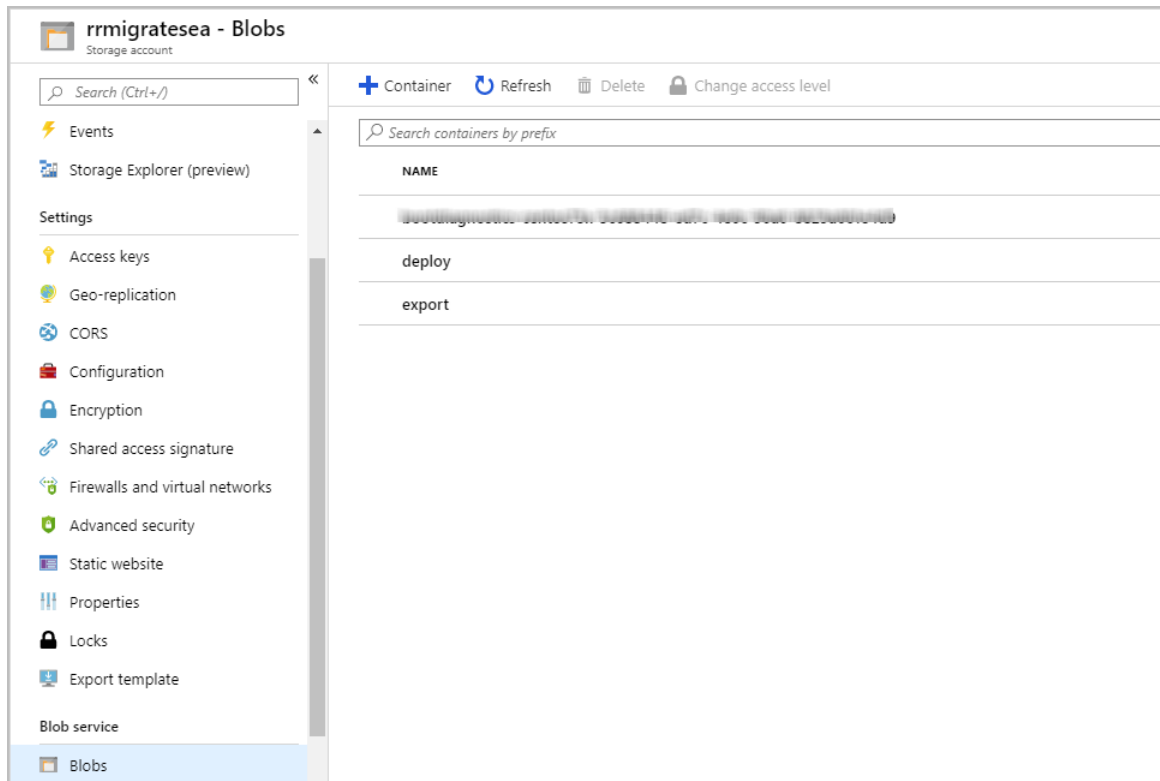 rrmigratesea - Blobs
Storage account
Search (Ctrl+/)
«
Events
Storage Explorer (preview)
Settings
Access keys
Geo-replication
CORS
Configuration
Encryption
Shared access signature
Firewalls and virtual networks
Advanced security
Static website
Properties
Locks
Export template
Blob service
Blobs
Container Refresh Delete Change access level
Search containers by prefix
NAME
deploy
export